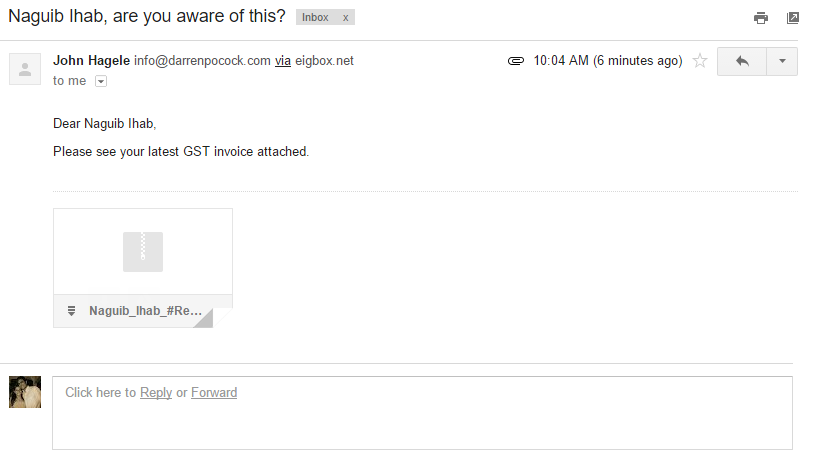 Naguib Ihab, are you aware of this? Inbox x
John Hagele info@darrenpocock.com via eigbox.net 10:04 AM (6 minutes ago)
to me
Dear Naguib Ihab,
Please see your latest GST invoice attached.
Naguib_Ihab_#Re...
Click here to Reply or Forward